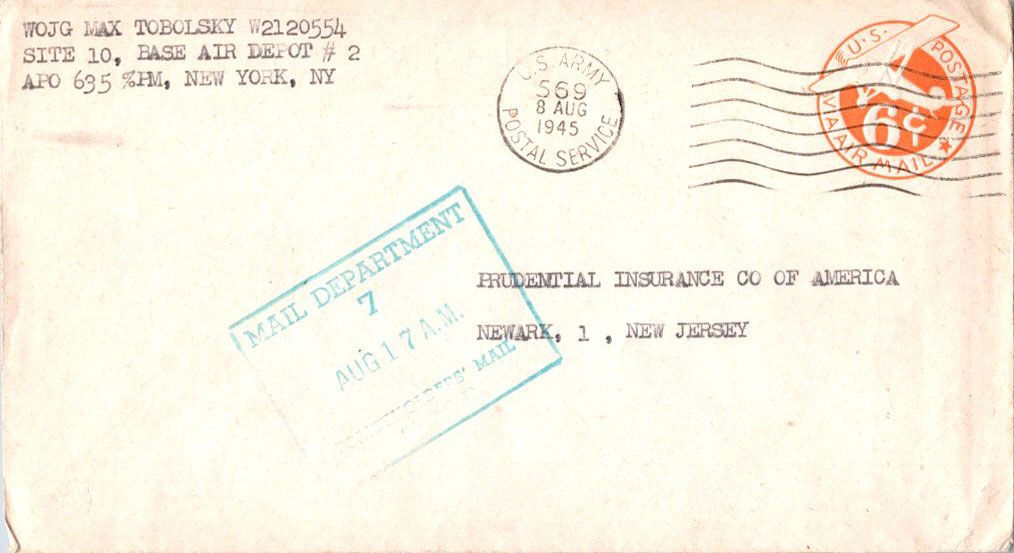 WOJG MAX TOBOLSKY W2120554
SITE 10, BASE AIR DEPOT # 2
APO 635 %PM, NEW YORK, NY
U.S. ARMY
569
8 AUG
1945
POSTAL SERVICE
U.S. POSTAGE
6¢
VIA AIR MAIL
MAIL DEPARTMENT
7
AUG 17 A.M.
MAIL
PRUDENTIAL INSURANCE CO OF AMERICA
NEWARK, 1 , NEW JERSEY